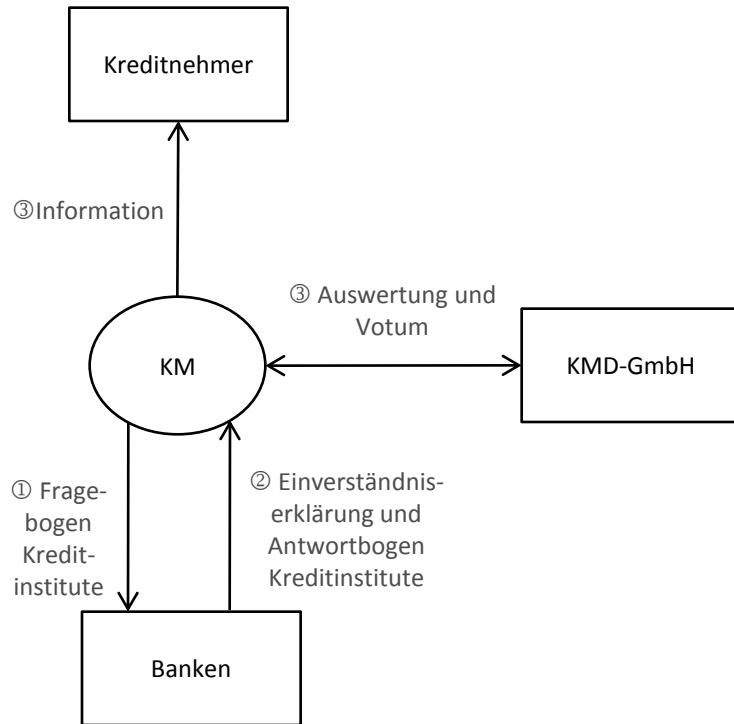 Kreditnehmer
③Information
③ Auswertung und
Votum
KM
KMD-GmbH
① Frage-
bogen
Kredit-
institute
② Einverständnis-
erklärung und
Antwortbogen
Kreditinstitute
Banken